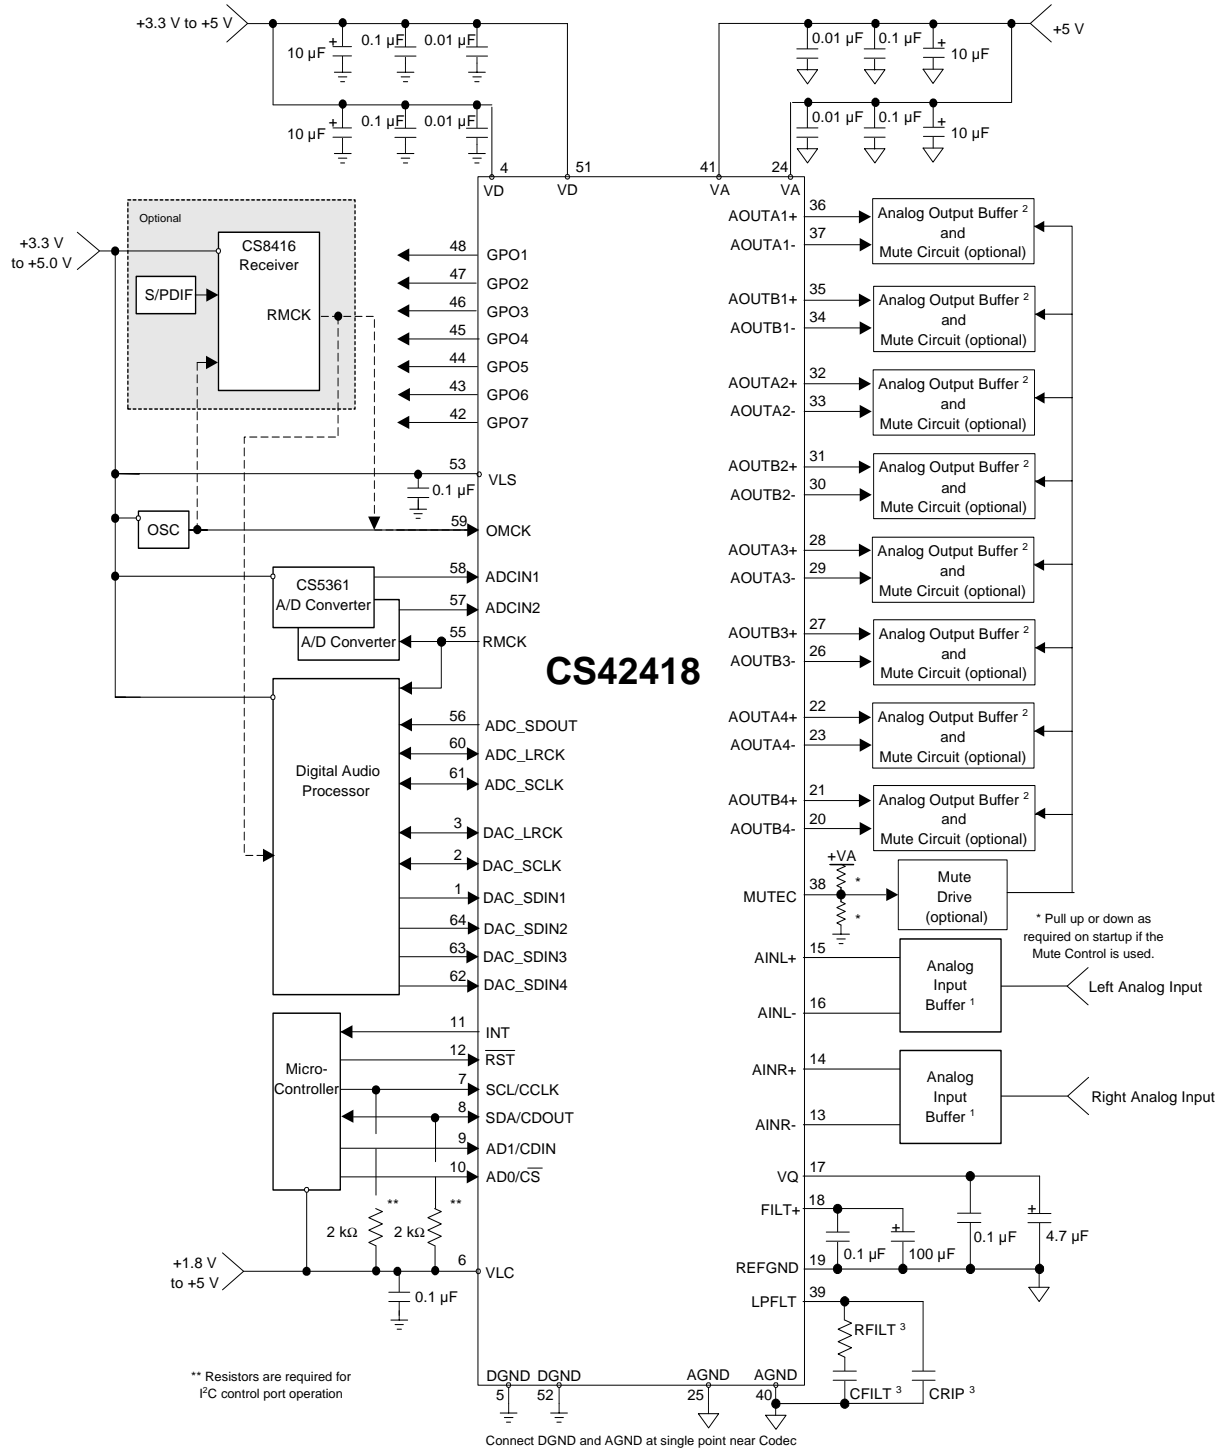 +3.3 V to +5 V
+5 V
10 µF
+
0.1 µF
0.01 µF
0.01 µF
0.1 µF
+
10 µF
10 µF
+
0.1 µF
0.01 µF
0.01 µF
0.1 µF
+
10 µF
4
51
41
24
VD
VD
VA
VA
Optional
CS8416
Receiver
S/PDIF
RMCK
+3.3 V
to +5.0 V
48
GPO1
47
GPO2
46
GPO3
45
GPO4
44
GPO5
43
GPO6
42
GPO7
53
VLS
0.1 µF
OSC
59
OMCK
CS5361
A/D Converter
A/D Converter
58
ADCIN1
57
ADCIN2
55
RMCK
CS42418
Digital Audio
Processor
56
ADC_SDOUT
60
ADC_LRCK
61
ADC_SCLK
3
DAC_LRCK
2
DAC_SCLK
1
DAC_SDIN1
64
DAC_SDIN2
63
DAC_SDIN3
62
DAC_SDIN4
Micro-
Controller
11
INT
12
RST
7
SCL/CCLK
8
SDA/CDOUT
9
AD1/CDIN
10
AD0/CS
**
**
2 kΩ
2 kΩ
+1.8 V
to +5 V
6
VLC
0.1 µF
** Resistors are required for
I²C control port operation
AOUTA1+
36
AOUTA1-
37
Analog Output Buffer ²
and
Mute Circuit (optional)
AOUTB1+
35
AOUTB1-
34
Analog Output Buffer ²
and
Mute Circuit (optional)
AOUTA2+
32
AOUTA2-
33
Analog Output Buffer ²
and
Mute Circuit (optional)
AOUTB2+
31
AOUTB2-
30
Analog Output Buffer ²
and
Mute Circuit (optional)
AOUTA3+
28
AOUTA3-
29
Analog Output Buffer ²
and
Mute Circuit (optional)
AOUTB3+
27
AOUTB3-
26
Analog Output Buffer ²
and
Mute Circuit (optional)
AOUTA4+
22
AOUTA4-
23
Analog Output Buffer ²
and
Mute Circuit (optional)
AOUTB4+
21
AOUTB4-
20
Analog Output Buffer ²
and
Mute Circuit (optional)
+VA
*
*
MUTEC
38
Mute
Drive
(optional)
* Pull up or down as
required on startup if the
Mute Control is used.
AINL+
15
AINL-
16
Analog
Input
Buffer ¹
Left Analog Input
AINR+
14
AINR-
13
Analog
Input
Buffer ¹
Right Analog Input
VQ
17
FILT+
18
+
+
0.1 µF
100 µF
0.1 µF
4.7 µF
REFGND
19
LPFLT
39
RFILT ³
CFILT ³
CRIP ³
DGND
DGND
AGND
AGND
5
52
25
40
Connect DGND and AGND at single point near Codec